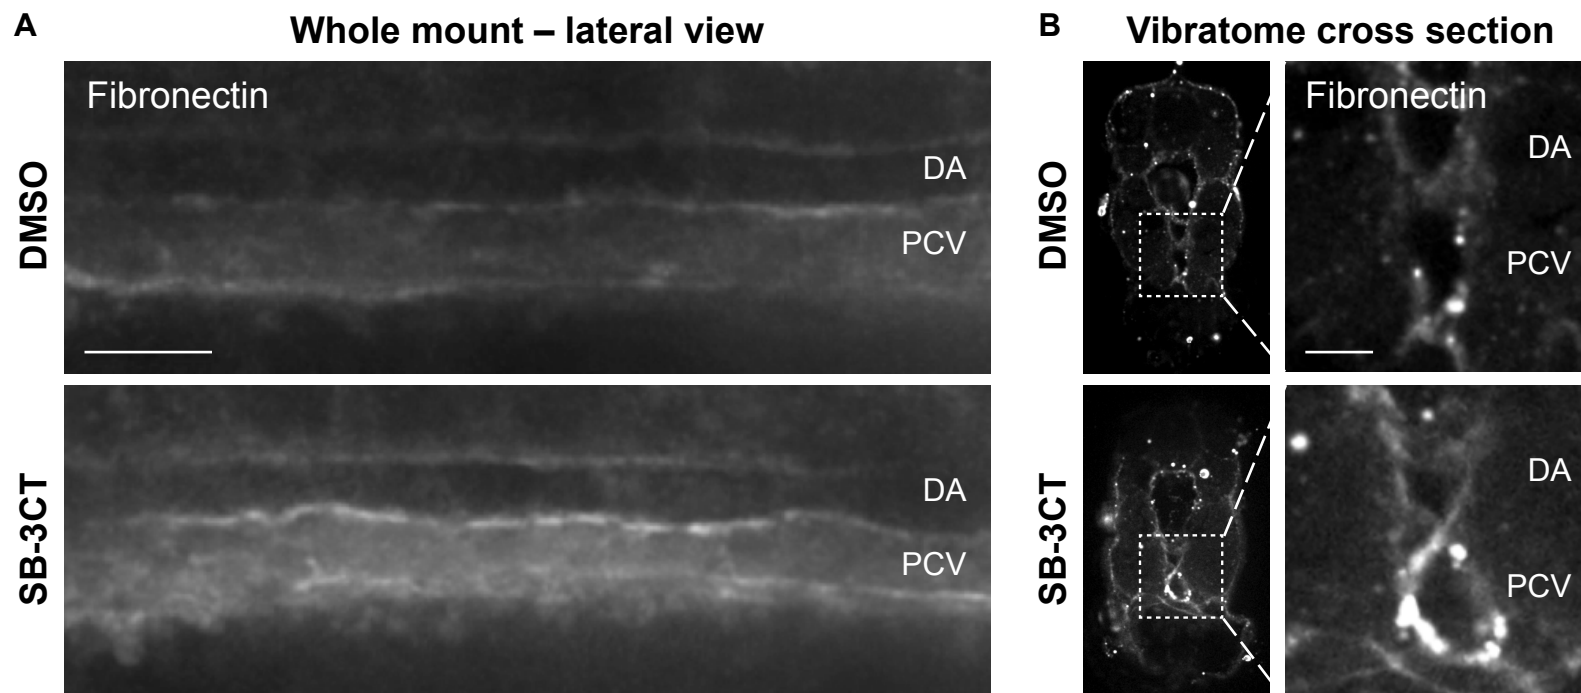 A
Whole mount – lateral view
B
Vibratome cross section
DMSO
Fibronectin
DA
PCV
DMSO
Fibronectin
DA
PCV
SB-3CT
DA
PCV
SB-3CT
DA
PCV